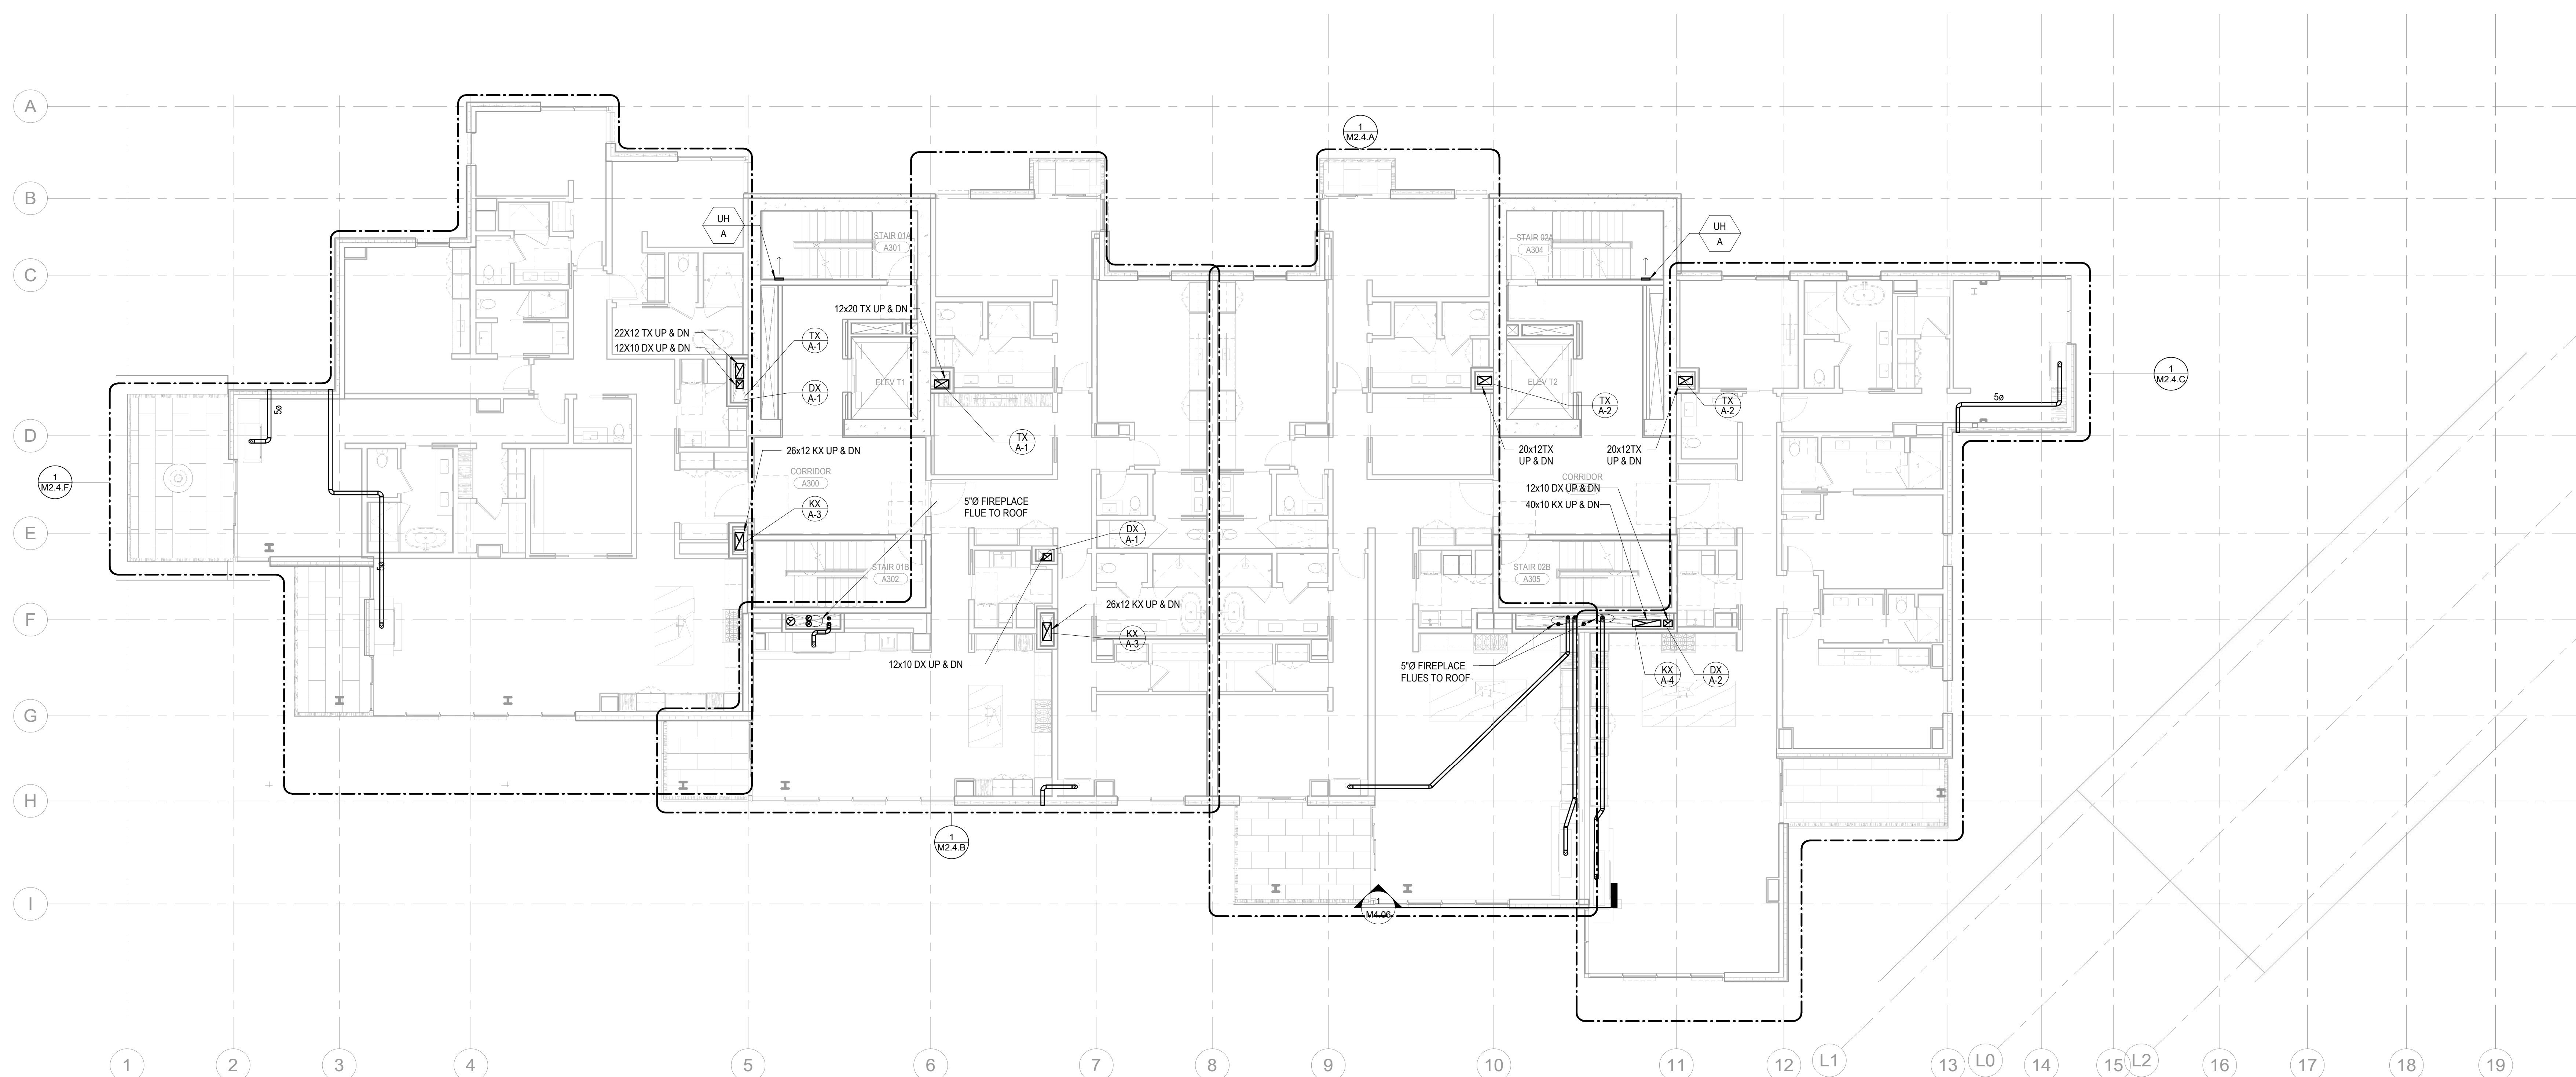 A
B
C
D
E
F
G
H
I
1
M2.4.A
UH
A
UH
A
STAIR 01A
A301
STAIR 02A
A304
22X12 TX UP & DN
12X10 DX UP & DN
TX
A-1
DX
A-1
12x20 TX UP & DN
ELEV T1
TX
A-1
ELEV T2
TX
A-2
TX
A-2
20x12TX
UP & DN
20x12TX
UP & DN
1
M2.4.C
5ø
5ø
1
M2.4.F
26x12 KX UP & DN
CORRIDOR
A300
KX
A-3
5"Ø FIREPLACE
FLUE TO ROOF
DX
A-1
CORRIDOR
12x10 DX UP & DN
40x10 KX UP & DN
5ø
STAIR 01B
A302
STAIR 02B
A305
26x12 KX UP & DN
KX
A-3
12x10 DX UP & DN
5"Ø FIREPLACE
FLUES TO ROOF
KX
A-4
DX
A-2
1
M2.4.B
1
M4.06
1
2
3
4
5
6
7
8
9
10
11
12
L1
13
L0
14
15
L2
16
17
18
19